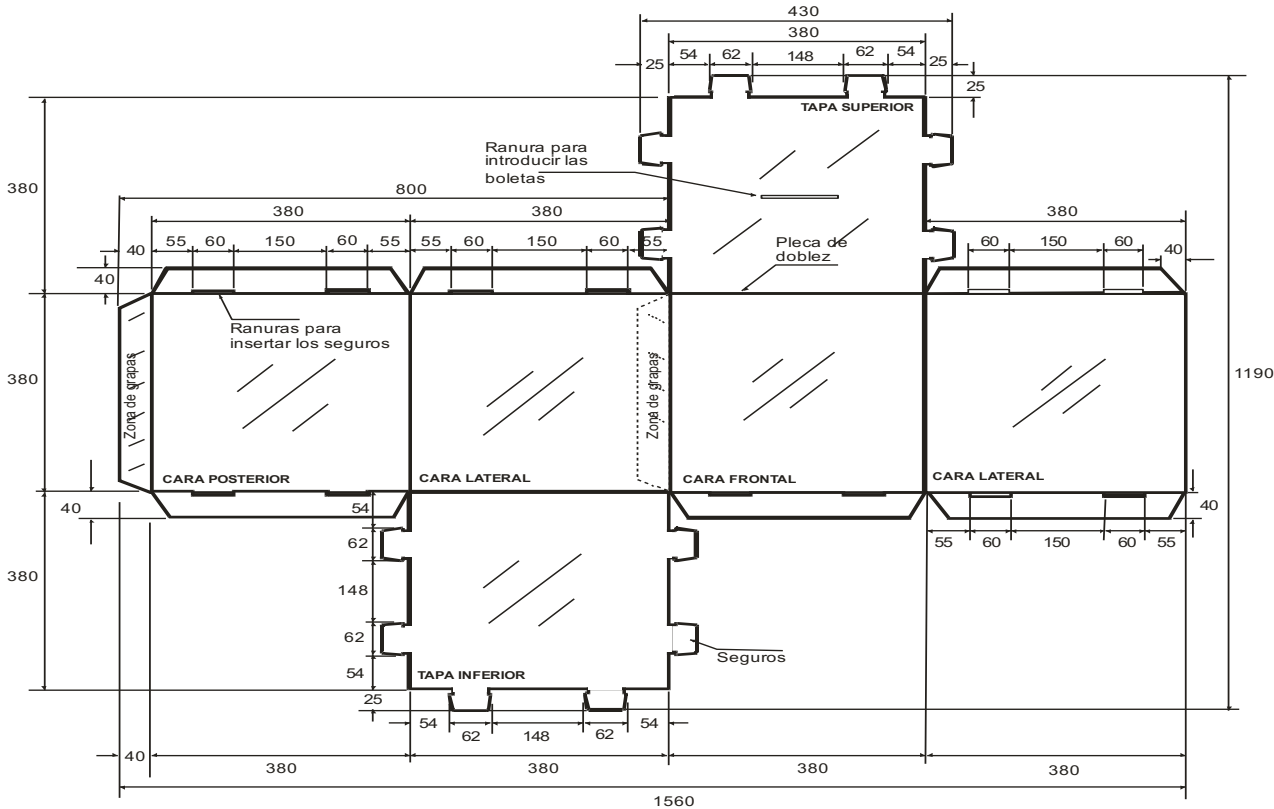 430
380
54 62 148 62 54
25 25
25
TAPA SUPERIOR
Ranura para
introducir las
boletas
380
800
380 380 380
55 60 150 60 55 55 60 150 60 55 60 150 60 40
40
40
Pleca de
doblez
Ranuras para
insertar los seguros
380
Zona de grapas
Zona de grapas
1190
CARA POSTERIOR
CARA LATERAL
CARA FRONTAL
CARA LATERAL
40
40
54
62
148
62
54
25
55 60 150 60 55
380
Seguros
TAPA INFERIOR
54 62 148 62 54
40 380 380 380 380
1560